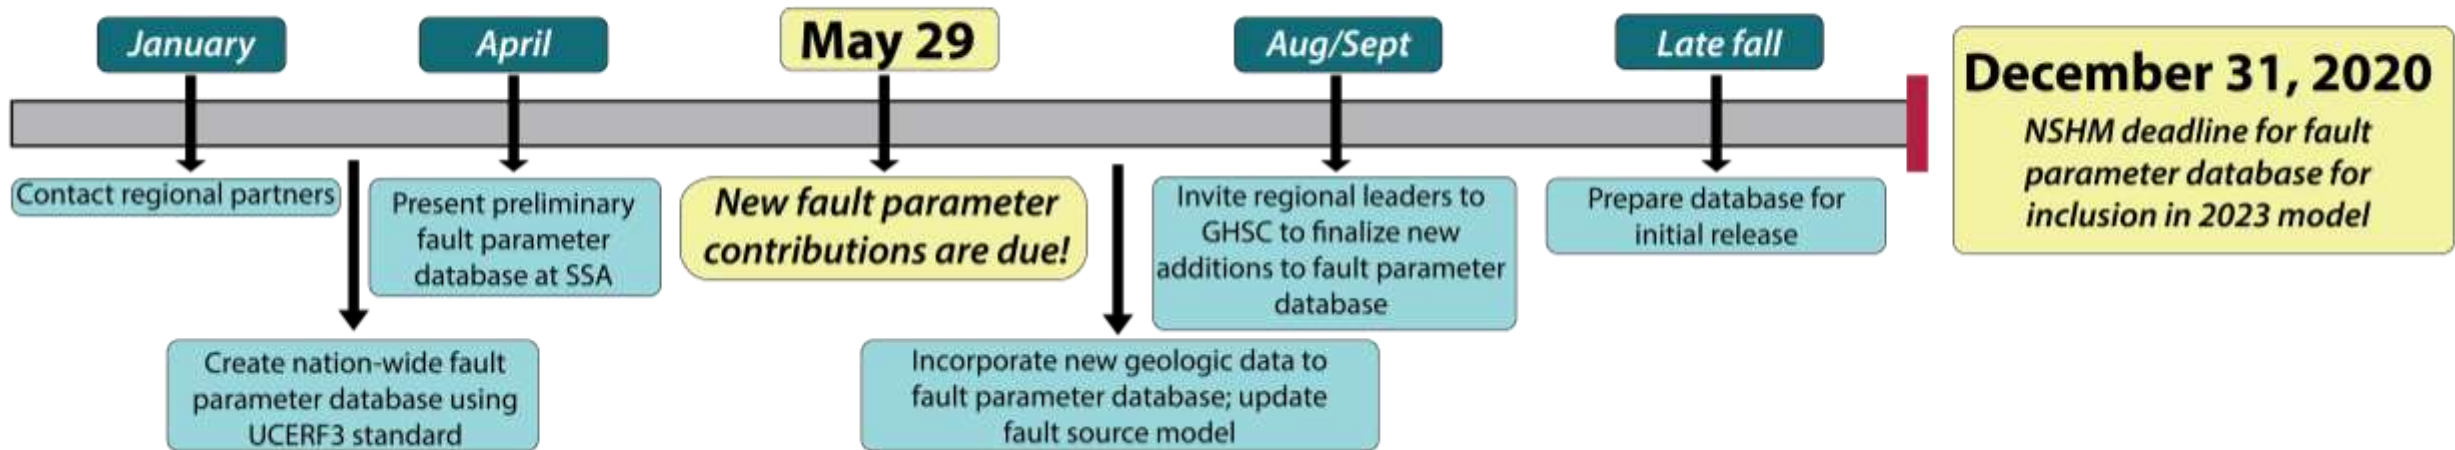 January
April
May 29
Aug/Sept
Late fall
December 31, 2020
NSHM deadline for fault
parameter database for
inclusion in 2023 model
Contact regional partners
Present preliminary
fault parameter
database at SSA
New fault parameter
contributions are due!
Invite regional leaders to
GHSC to finalize new
additions to fault parameter
database
Prepare database for
initial release
Create nation-wide fault
parameter database using
UCERF3 standard
Incorporate new geologic data to
fault parameter database; update
fault source model